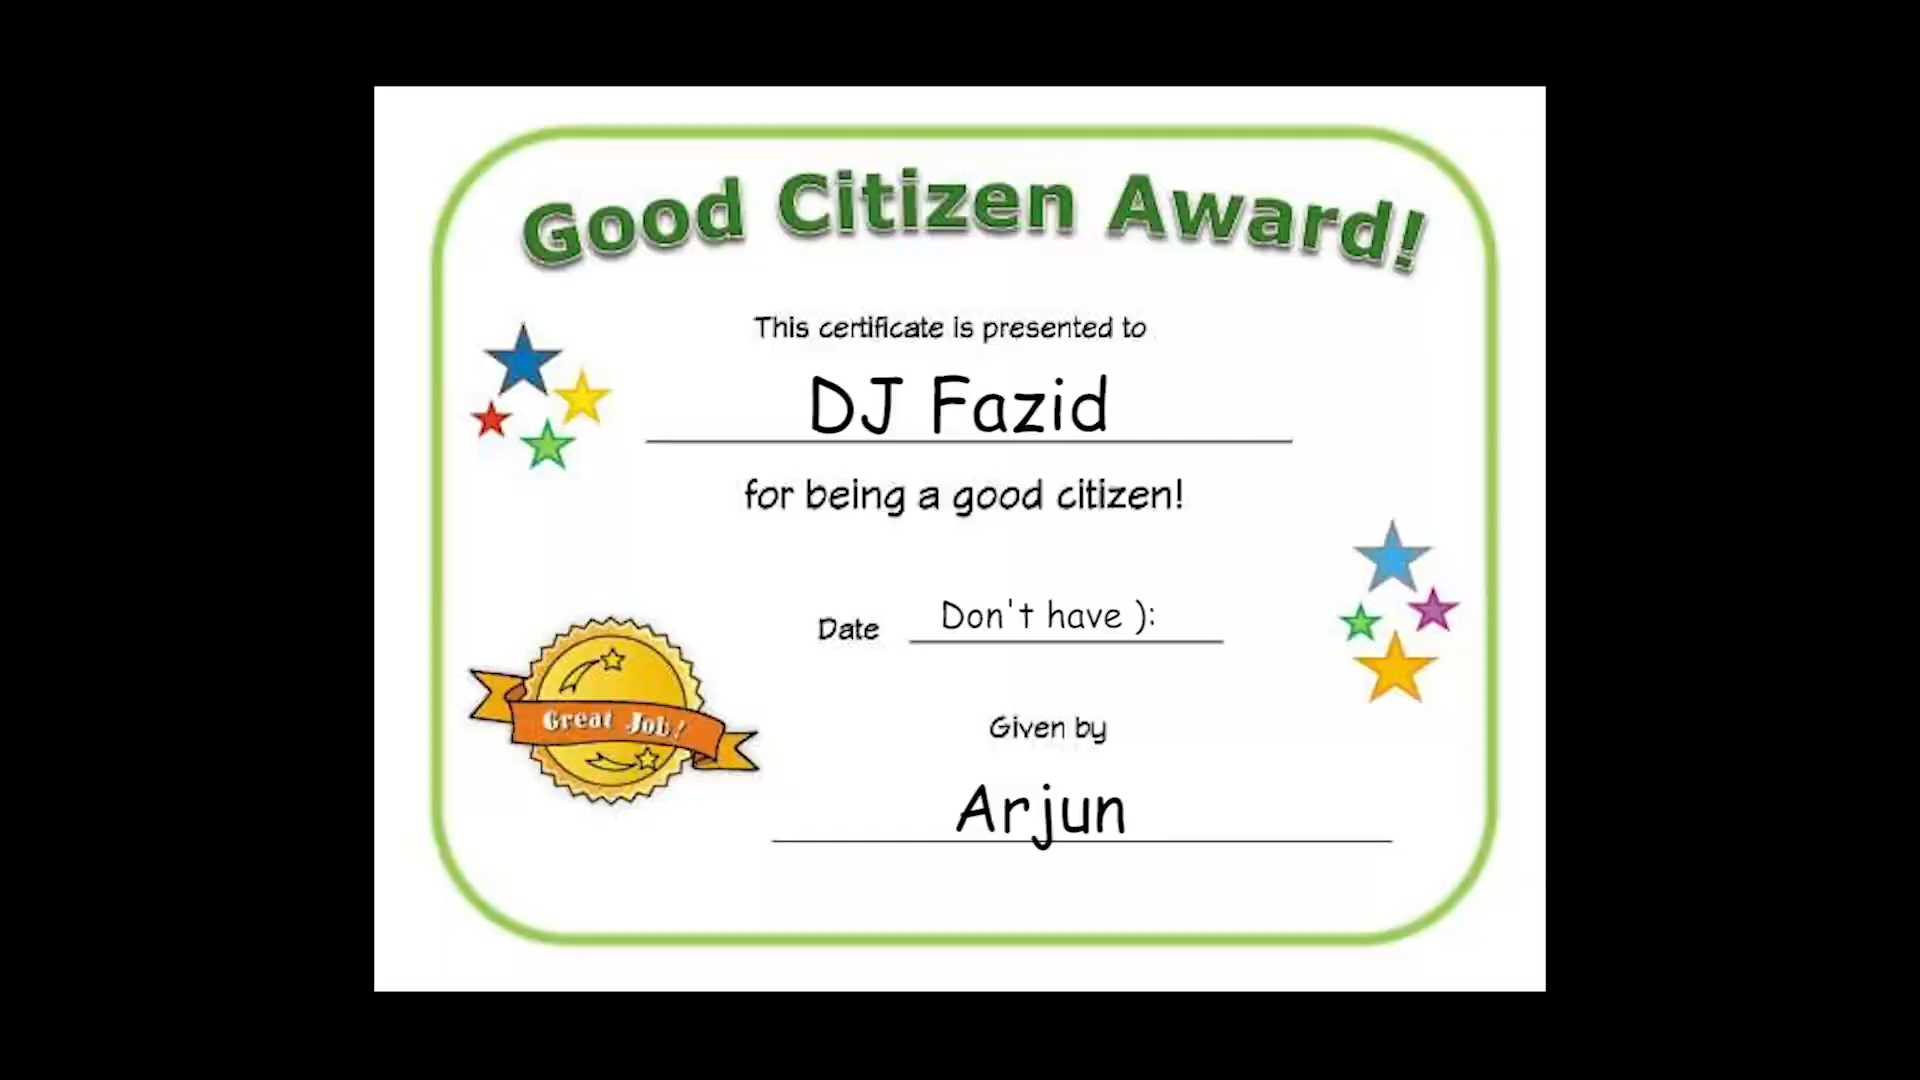 Good Citizen Award!
This certificate is presented to
DJ Fazid
for being a good citizen!
Date Don't have ):
Great Job!
Given by
Arjun